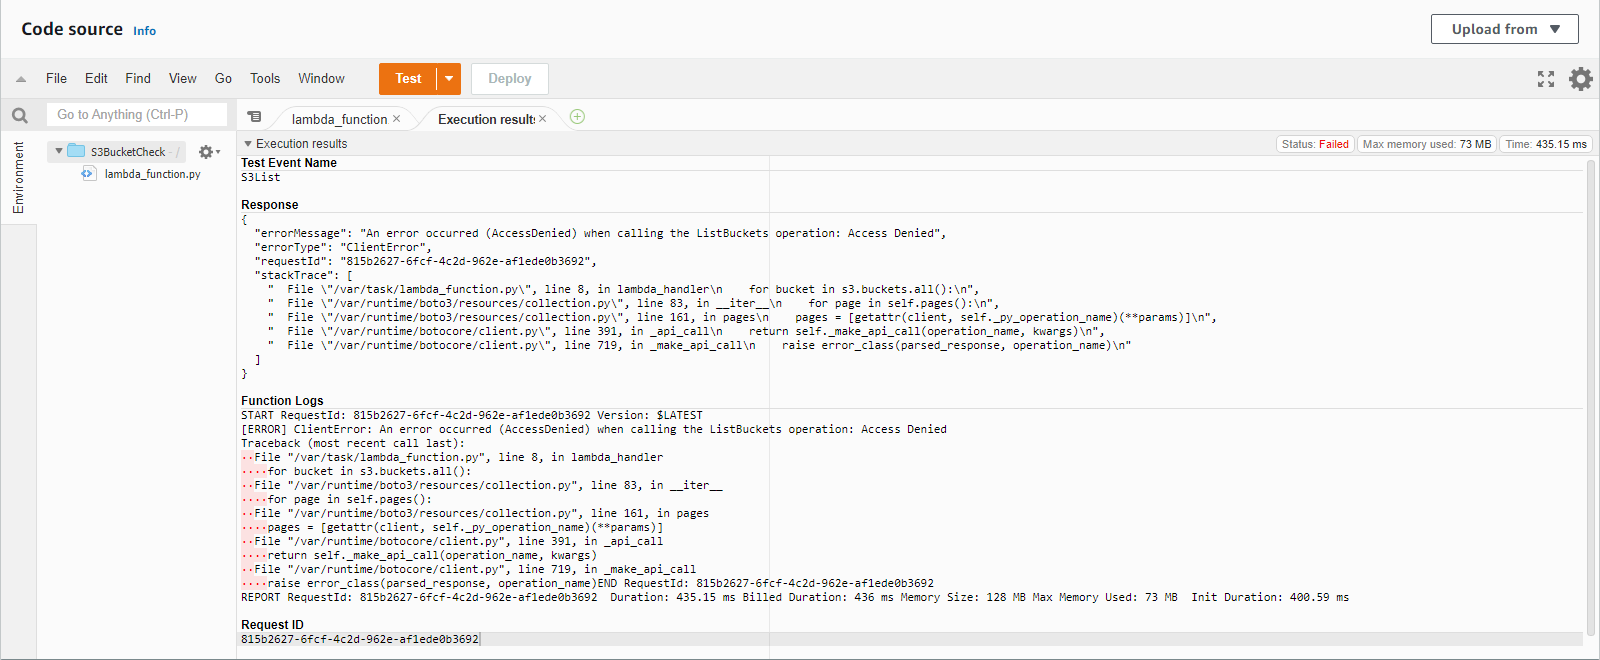 Code source Info
Upload from
File Edit Find View Go Tools Window Test Deploy
Go to Anything (Ctrl-P)
lambda_function
Execution results
Environment
S3BucketCheck - /
lambda_function.py
Execution results
Status: Failed Max memory used: 73 MB Time: 435.15 ms
Test Event Name
S3List
Response
{
  "errorMessage": "An error occurred (AccessDenied) when calling the ListBuckets operation: Access Denied",
  "errorType": "ClientError",
  "requestId": "815b2627-6fcf-4c2d-962e-af1ede0b3692",
  "stackTrace": [
    "  File \"/var/task/lambda_function.py\", line 8, in lambda_handler\n    for bucket in s3.buckets.all():\n",
    "  File \"/var/runtime/boto3/resources/collection.py\", line 83, in __iter__\n    for page in self.pages():\n",
    "  File \"/var/runtime/boto3/resources/collection.py\", line 161, in pages\n    pages = [getattr(client, self._py_operation_name)(**params)]\n",
    "  File \"/var/runtime/botocore/client.py\", line 391, in _api_call\n    return self._make_api_call(operation_name, kwargs)\n",
    "  File \"/var/runtime/botocore/client.py\", line 719, in _make_api_call\n    raise error_class(parsed_response, operation_name)\n"
  ]
}
Function Logs
START RequestId: 815b2627-6fcf-4c2d-962e-af1ede0b3692 Version: $LATEST
[ERROR] ClientError: An error occurred (AccessDenied) when calling the ListBuckets operation: Access Denied
Traceback (most recent call last):
··File "/var/task/lambda_function.py", line 8, in lambda_handler
····for bucket in s3.buckets.all():
··File "/var/runtime/boto3/resources/collection.py", line 83, in __iter__
····for page in self.pages():
··File "/var/runtime/boto3/resources/collection.py", line 161, in pages
····pages = [getattr(client, self._py_operation_name)(**params)]
··File "/var/runtime/botocore/client.py", line 391, in _api_call
····return self._make_api_call(operation_name, kwargs)
··File "/var/runtime/botocore/client.py", line 719, in _make_api_call
····raise error_class(parsed_response, operation_name)END RequestId: 815b2627-6fcf-4c2d-962e-af1ede0b3692
REPORT RequestId: 815b2627-6fcf-4c2d-962e-af1ede0b3692  Duration: 435.15 ms Billed Duration: 436 ms Memory Size: 128 MB Max Memory Used: 73 MB  Init Duration: 400.59 ms
Request ID
815b2627-6fcf-4c2d-962e-af1ede0b3692